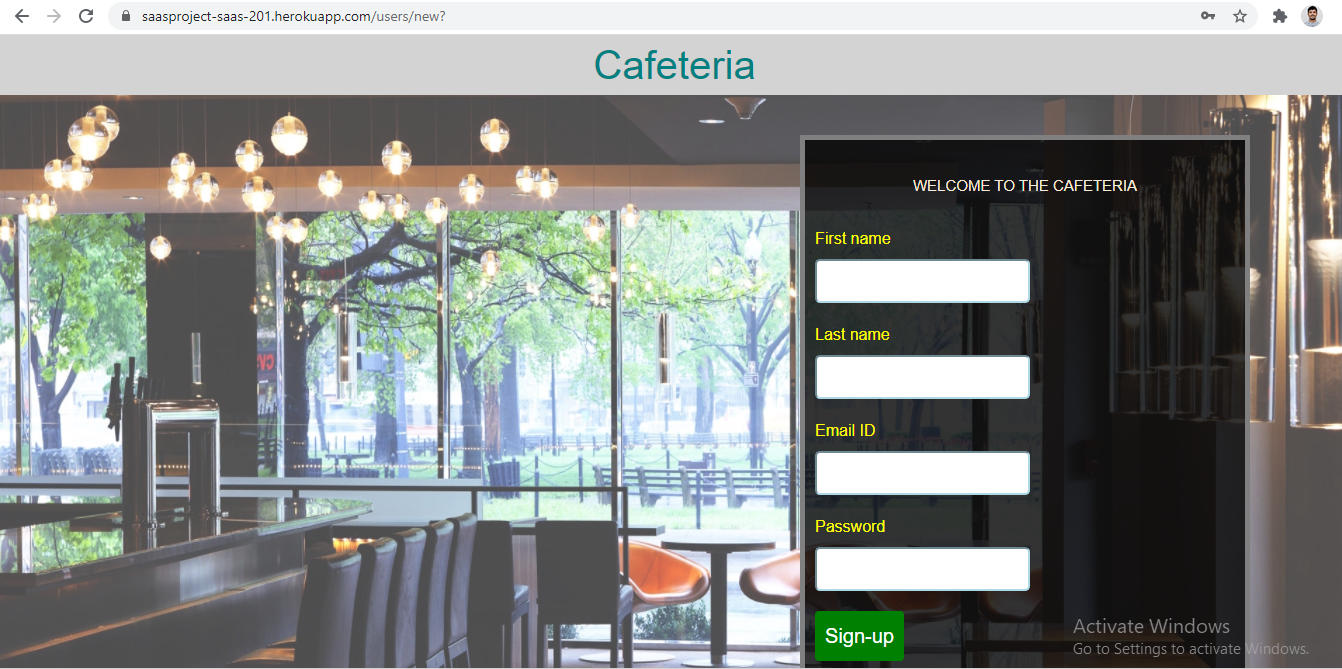 saasproject-saas-201.herokuapp.com/users/new?
Cafeteria
WELCOME TO THE CAFETERIA
First name
Last name
Email ID
Password
Sign-up
Activate Windows
Go to Settings to activate Windows.